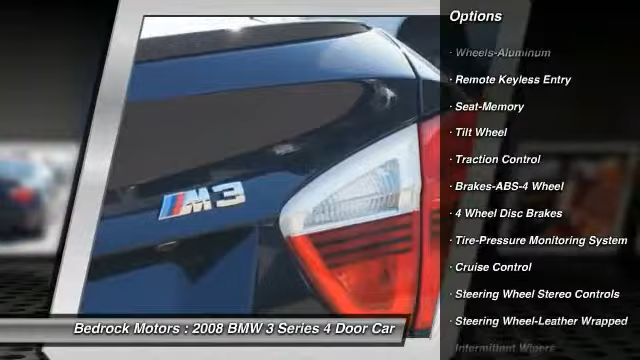 Options
· Wheels-Aluminum
· Remote Keyless Entry
· Seat-Memory
· Tilt Wheel
· Traction Control
· Brakes-ABS-4 Wheel
· 4 Wheel Disc Brakes
· Tire-Pressure Monitoring System
· Cruise Control
· Steering Wheel Stereo Controls
· Steering Wheel-Leather Wrapped
· Intermittent Wipers
M3
Bedrock Motors : 2008 BMW 3 Series 4 Door Car